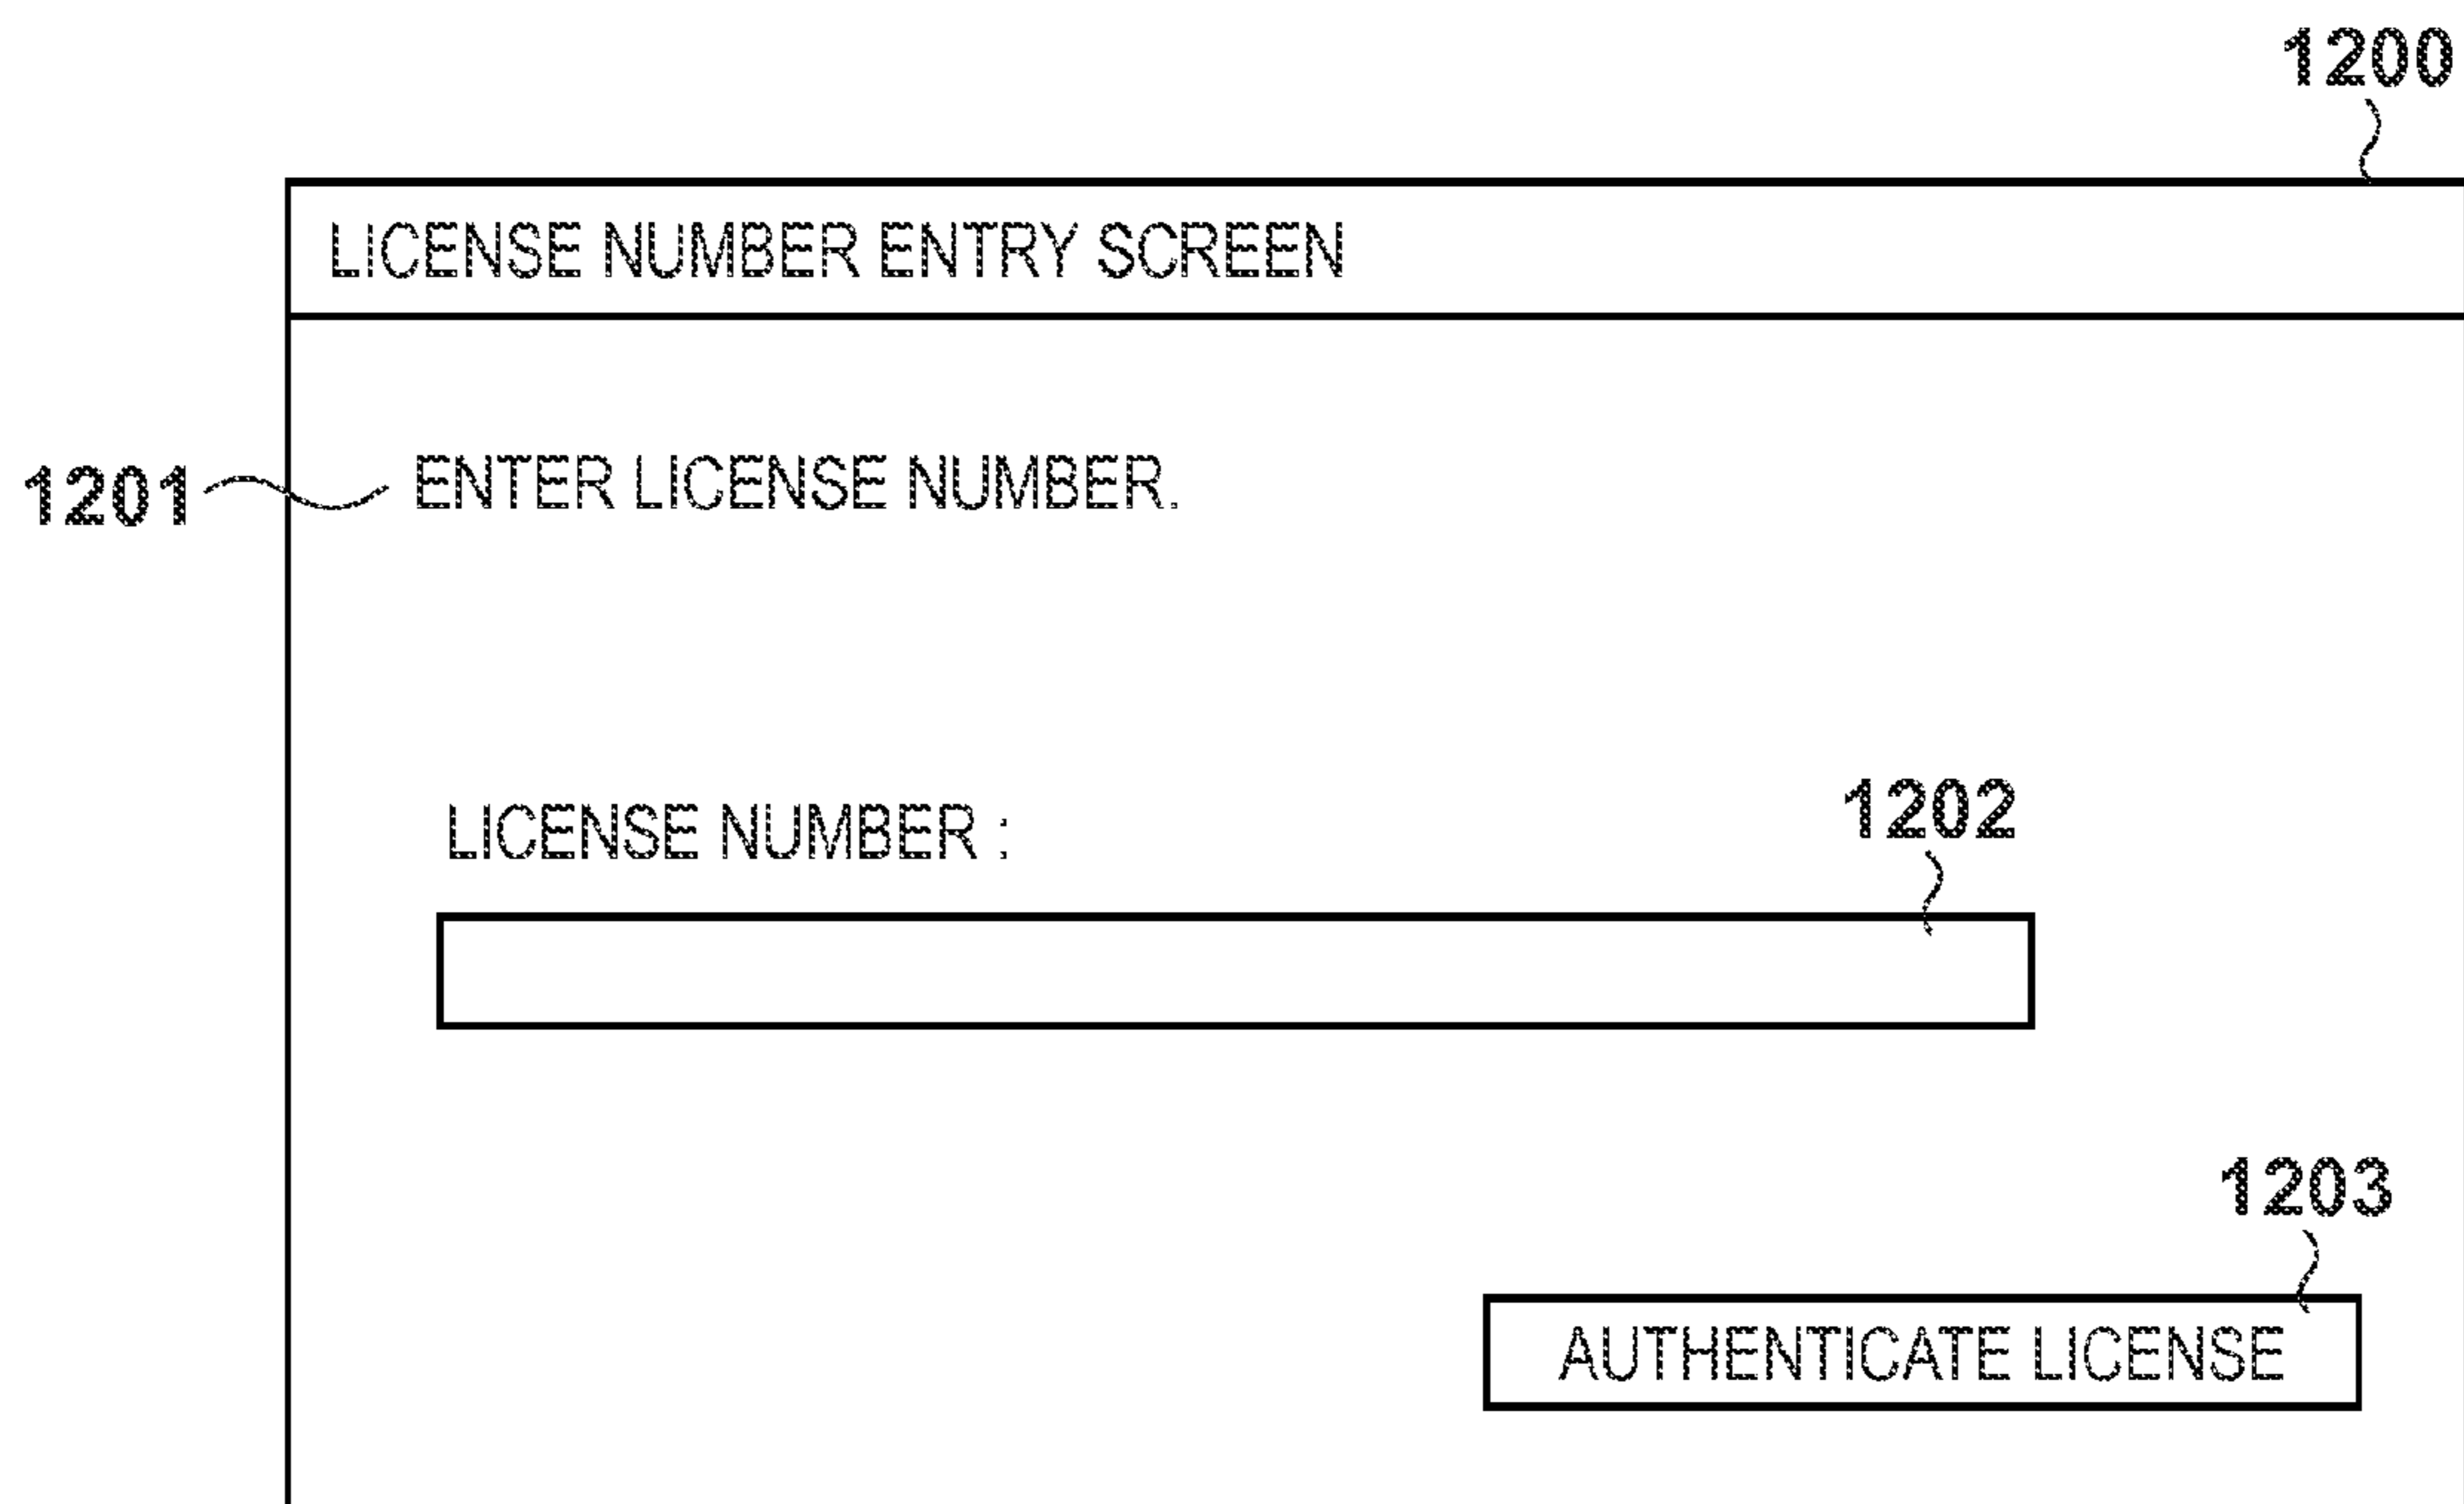 1200
LICENSE NUMBER ENTRY SCREEN
1201
ENTER LICENSE NUMBER.
1202
LICENSE NUMBER :
1203
AUTHENTICATE LICENSE